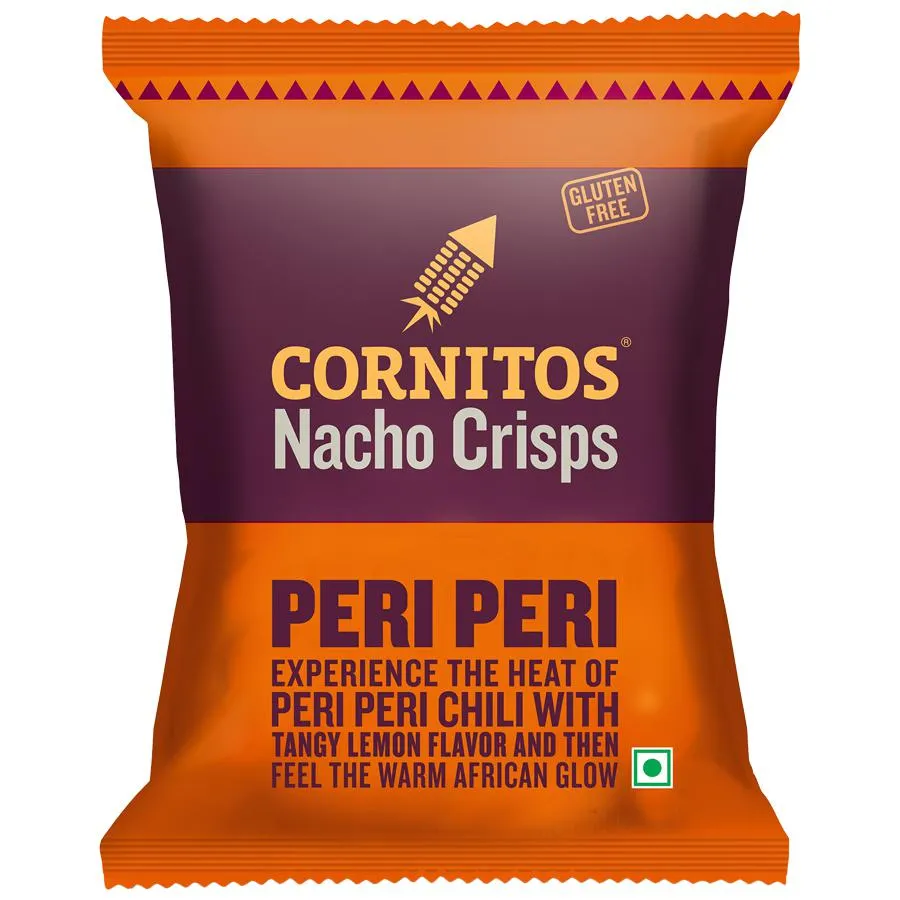 GLUTEN
FREE
CORNITOS®
Nacho Crisps
PERI PERI
EXPERIENCE THE HEAT OF
PERI PERI CHILI WITH
TANGY LEMON FLAVOR AND THEN
FEEL THE WARM AFRICAN GLOW